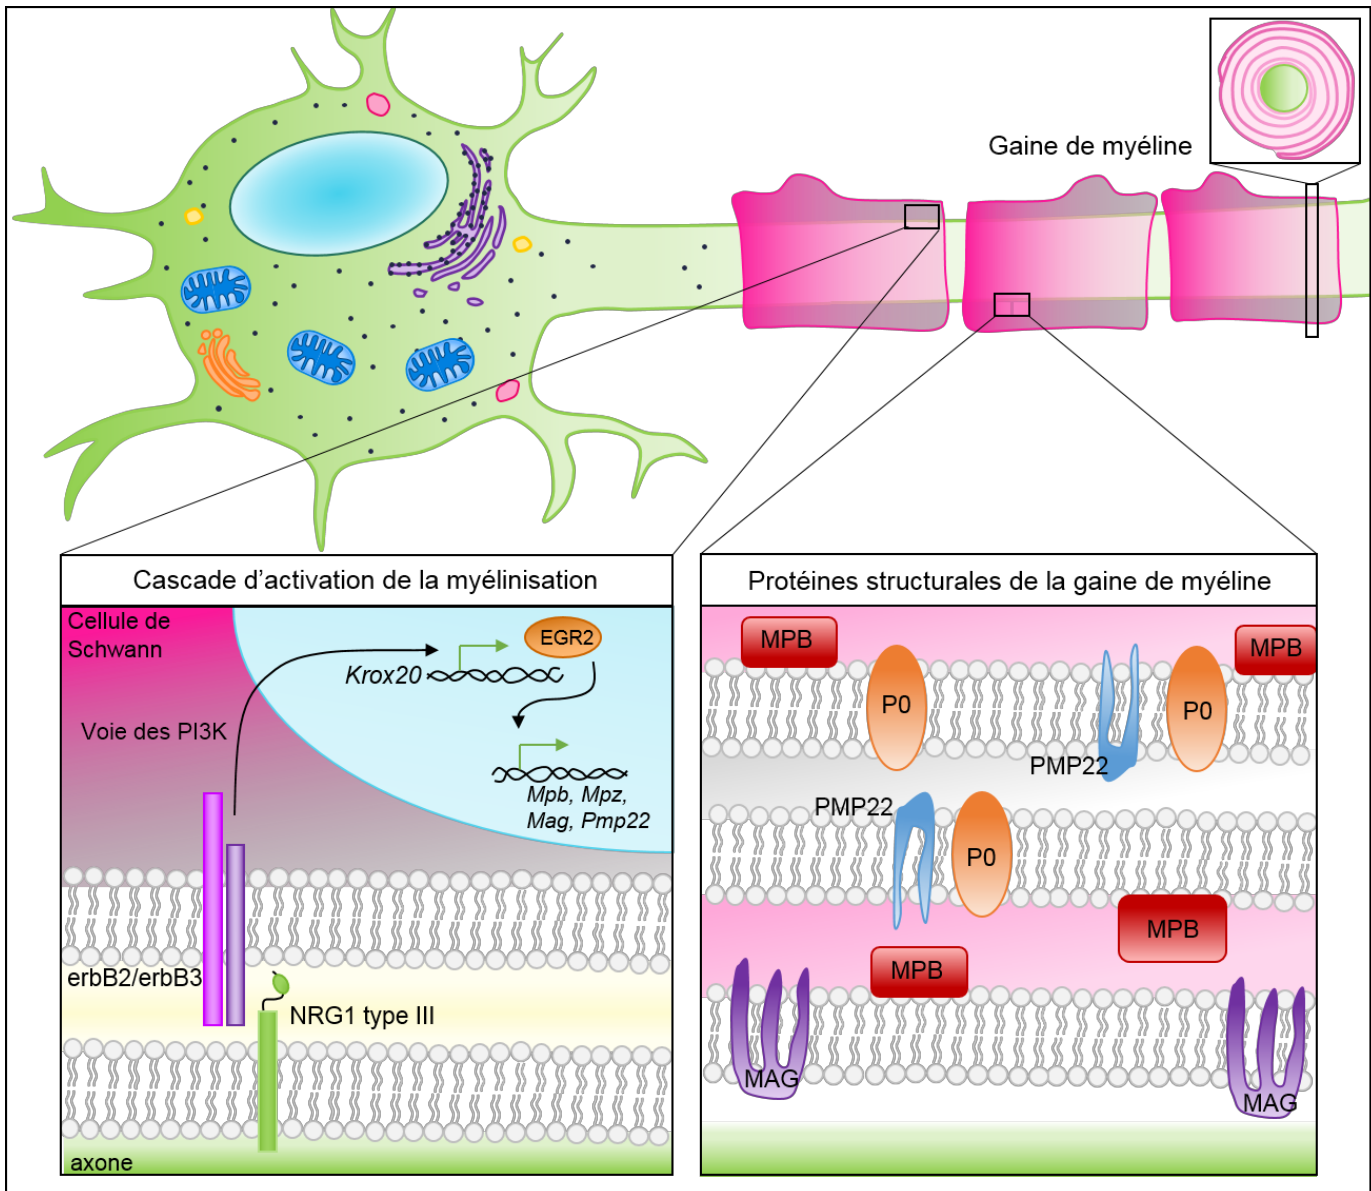 Gaine de myéline
Cascade d'activation de la myélinisation
Cellule de
Schwann
EGR2
Krox20
Voie des PI3K
Mpb, Mpz,
Mag, Pmp22
erbB2/erbB3
NRG1 type III
axone
Protéines structurales de la gaine de myéline
MPB
MPB
P0
P0
PMP22
PMP22
P0
MPB
MPB
MAG
MAG